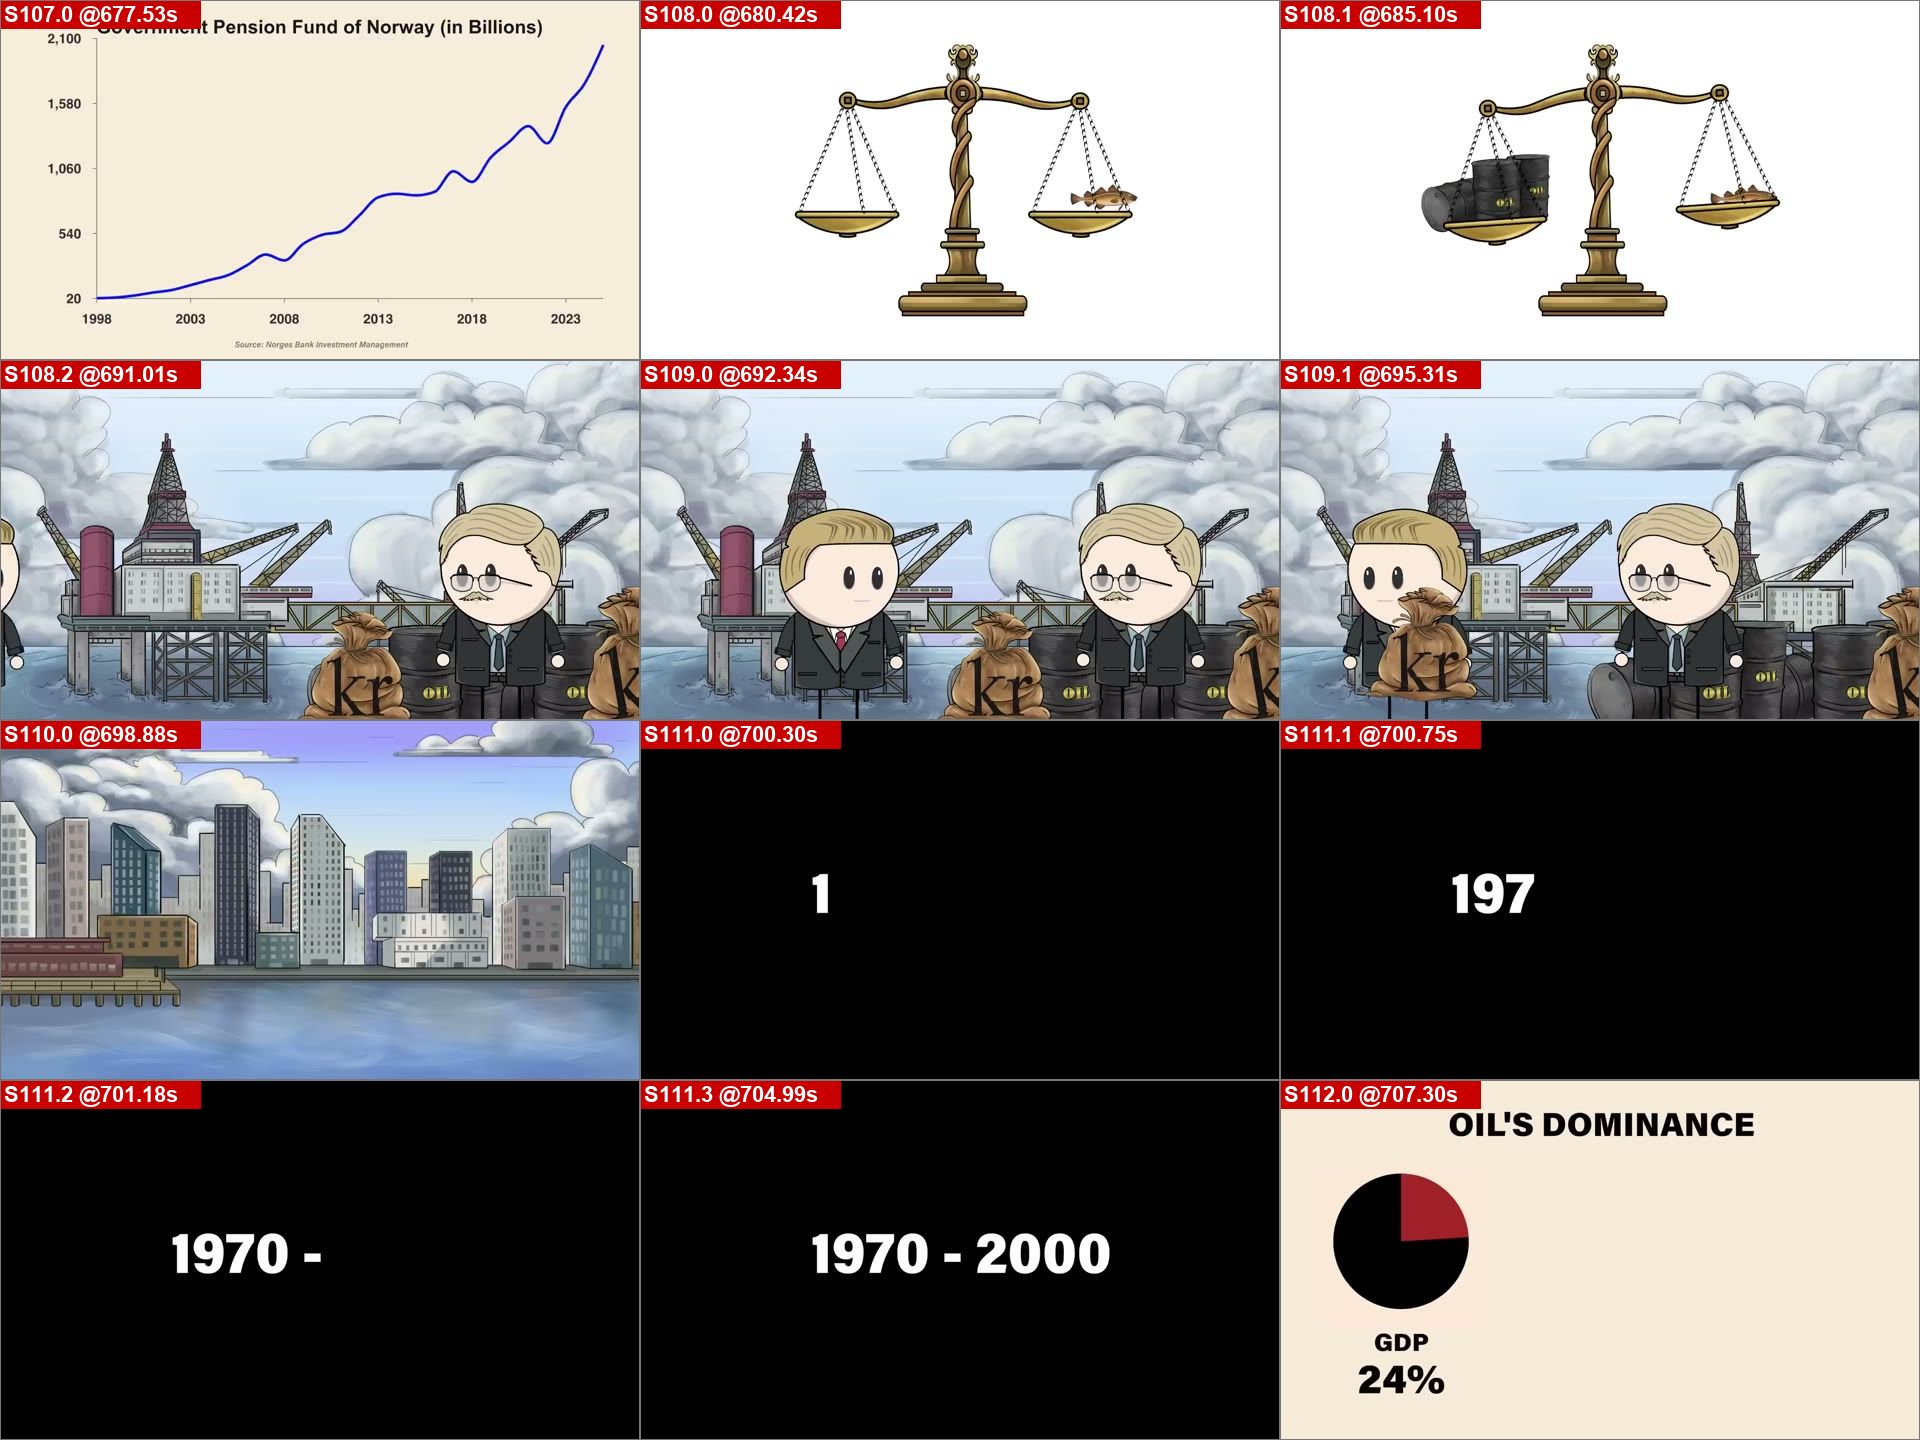 S107.0 @677.53s
Government Pension Fund of Norway (in Billions)
2,100
1,580
1,060
540
20
1998
2003
2008
2013
2018
2023
Source: Norges Bank Investment Management
S108.0 @680.42s
S108.1 @685.10s
OIL
OIL
S108.2 @691.01s
kr
OIL
OIL
k
S109.0 @692.34s
kr
OIL
OIL
k
S109.1 @695.31s
kr
OIL
OIL
OIL
k
S110.0 @698.88s
S111.0 @700.30s
1
S111.1 @700.75s
197
S111.2 @701.18s
1970 -
S111.3 @704.99s
1970 - 2000
S112.0 @707.30s
OIL'S DOMINANCE
GDP
24%